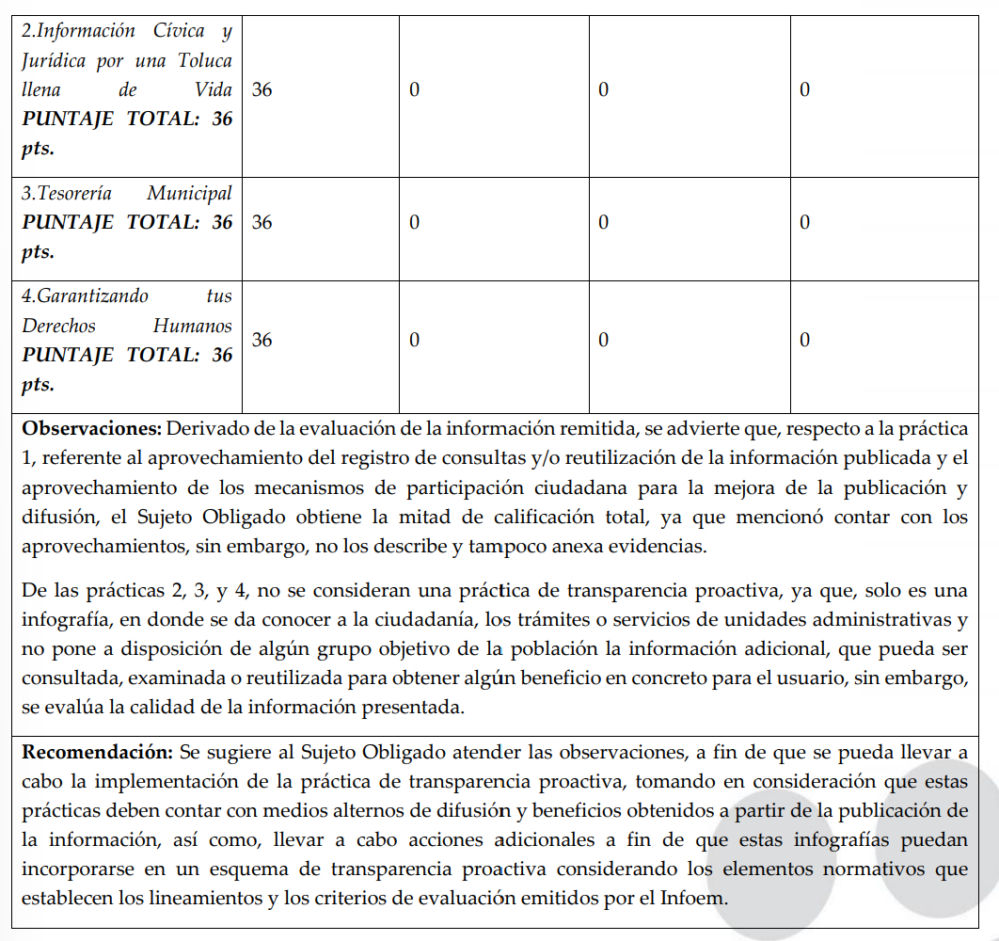 2.Información Cívica y
Jurídica por una Toluca
llena de Vida
PUNTAJE TOTAL: 36
pts.
36
0
0
0
3.Tesorería Municipal
PUNTAJE TOTAL: 36
pts.
36
0
0
0
4.Garantizando tus
Derechos Humanos
PUNTAJE TOTAL: 36
pts.
36
0
0
0
Observaciones: Derivado de la evaluación de la información remitida, se advierte que, respecto a la práctica
1, referente al aprovechamiento del registro de consultas y/o reutilización de la información publicada y el
aprovechamiento de los mecanismos de participación ciudadana para la mejora de la publicación y
difusión, el Sujeto Obligado obtiene la mitad de calificación total, ya que mencionó contar con los
aprovechamientos, sin embargo, no los describe y tampoco anexa evidencias.
De las prácticas 2, 3, y 4, no se consideran una práctica de transparencia proactiva, ya que, solo es una
infografía, en donde se da conocer a la ciudadanía, los trámites o servicios de unidades administrativas y
no pone a disposición de algún grupo objetivo de la población la información adicional, que pueda ser
consultada, examinada o reutilizada para obtener algún beneficio en concreto para el usuario, sin embargo,
se evalúa la calidad de la información presentada.
Recomendación: Se sugiere al Sujeto Obligado atender las observaciones, a fin de que se pueda llevar a
cabo la implementación de la práctica de transparencia proactiva, tomando en consideración que estas
prácticas deben contar con medios alternos de difusión y beneficios obtenidos a partir de la publicación de
la información, así como, llevar a cabo acciones adicionales a fin de que estas infografías puedan
incorporarse en un esquema de transparencia proactiva considerando los elementos normativos que
establecen los lineamientos y los criterios de evaluación emitidos por el Infoem.